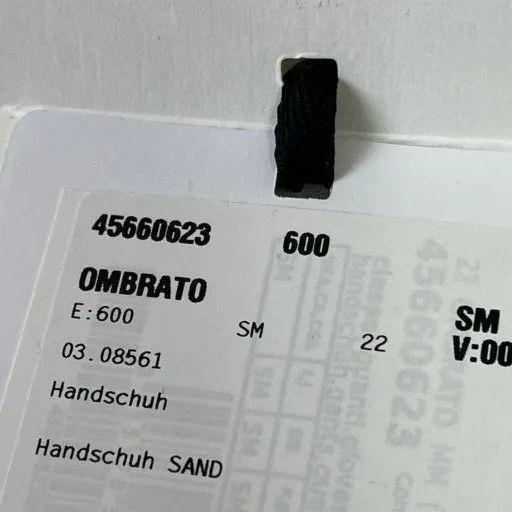 45660623 600
OMBRATO SM
E:600 SM 22 V:00
03.08561
Handschuh
Handschuh SAND